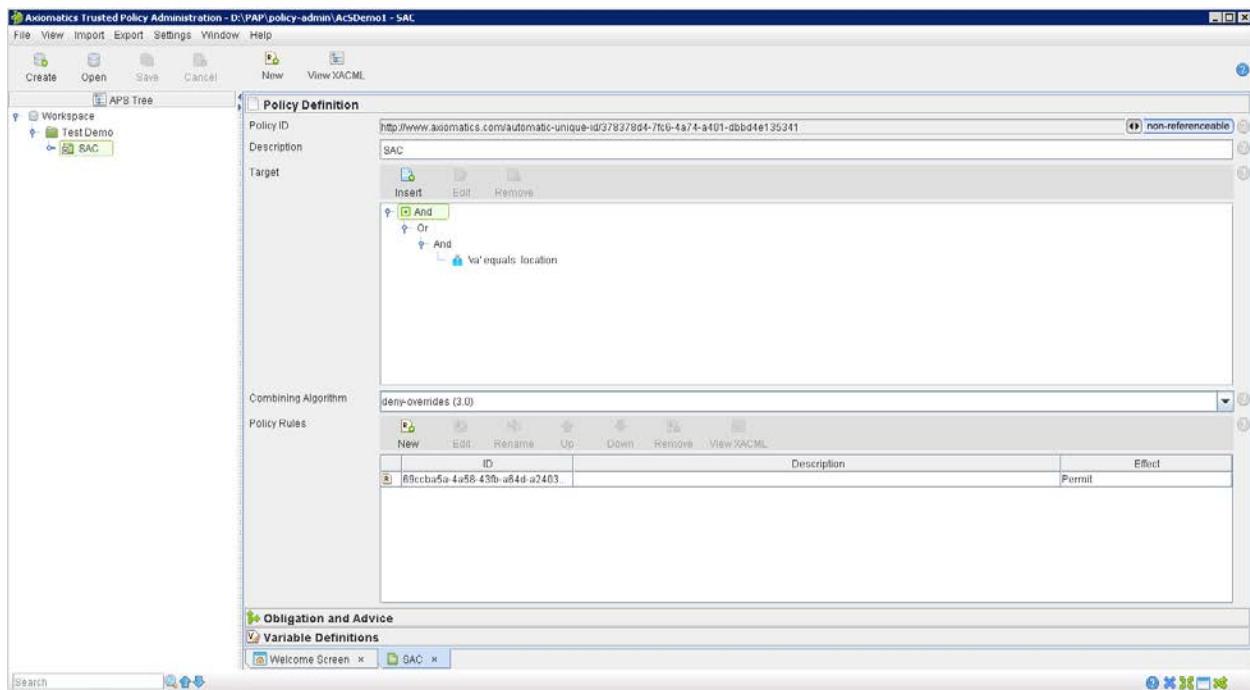 Axiomatics Trusted Policy Administration - D:\PAP\policy-admin\AcSDemo1 - SAC
File View Import Export Settings Window Help
Create Open Save Cancel New View XACML
APS Tree
Workspace
Test Demo
SAC
Policy Definition
Policy ID http://www.axiomatics.com/automatic-unique-id/378378d4-7fc6-4a74-a401-dbbd4e135341 non-referenceable
Description SAC
Target
Insert Edit Remove
And
Or
And
'va' equals location
Combining Algorithm deny-overrides (3.0)
Policy Rules
New Edit Rename Up Down Remove View XACML
ID Description Effect
69ccba5a-4a58-43fb-a64d-a2403... Permit
Obligation and Advice
Variable Definitions
Welcome Screen × SAC ×
Search